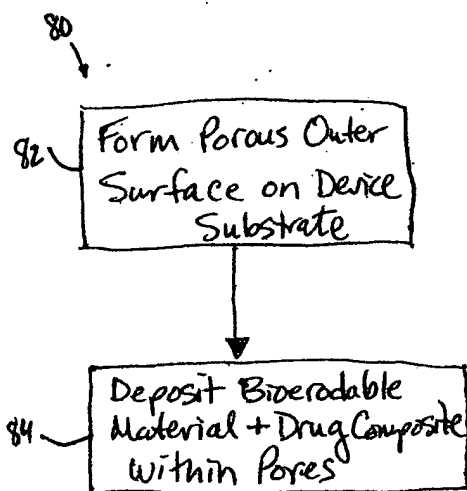 80
82
Form Porous Outer
Surface on Device
Substrate
84
Deposit Bioerodable
Material + Drug Composite
within Pores